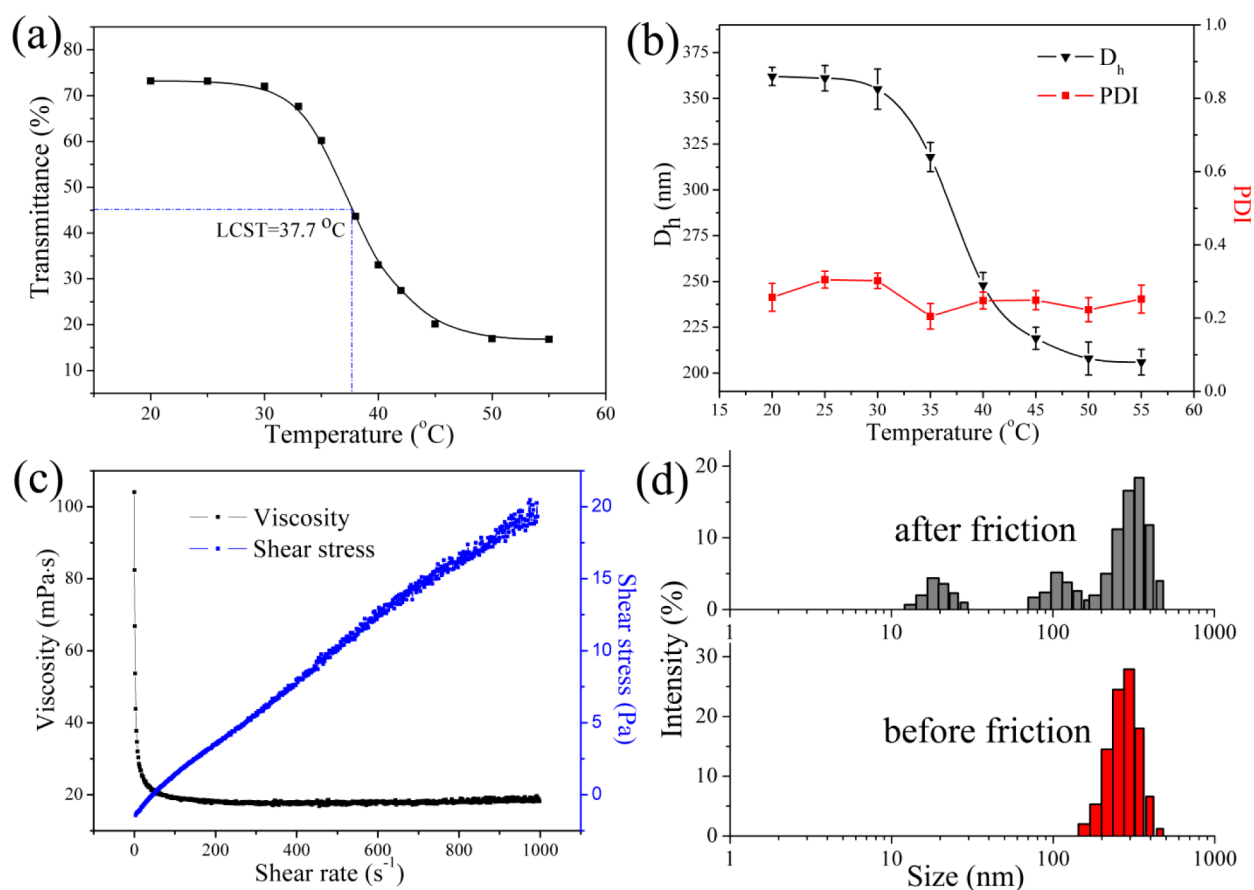 (a)
80
70
60
50
40
30
20
10
Transmittance (%)
LCST=37.7 °C
20 30 40 50 60
Temperature (°C)
(b)
375
350
325
300
275
250
225
200
D_h (nm)
D_h
PDI
1.0
0.8
0.6
0.4
0.2
0.0
PDI
15 20 25 30 35 40 45 50 55 60
Temperature (°C)
(c)
100
80
60
40
20
Viscosity (mPa·s)
Viscosity
Shear stress
20
15
10
5
0
Shear stress (Pa)
0 200 400 600 800 1000
Shear rate (s⁻¹)
(d)
20
10
0
after friction
1 10 100 1000
Intensity (%)
30
20
10
0
before friction
1 10 100 1000
Size (nm)